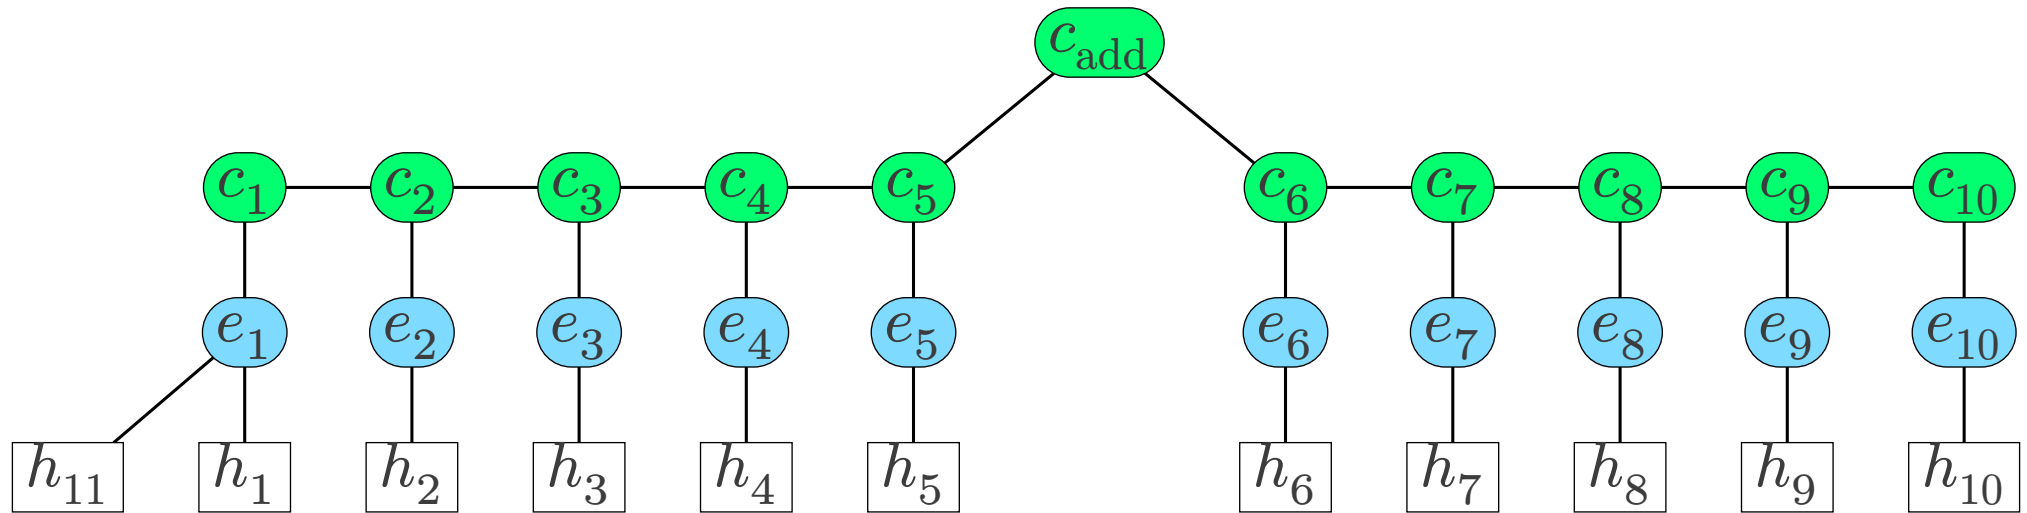 c_add
c_1 c_2 c_3 c_4 c_5 c_6 c_7 c_8 c_9 c_10
e_1 e_2 e_3 e_4 e_5 e_6 e_7 e_8 e_9 e_10
h_11 h_1 h_2 h_3 h_4 h_5 h_6 h_7 h_8 h_9 h_10